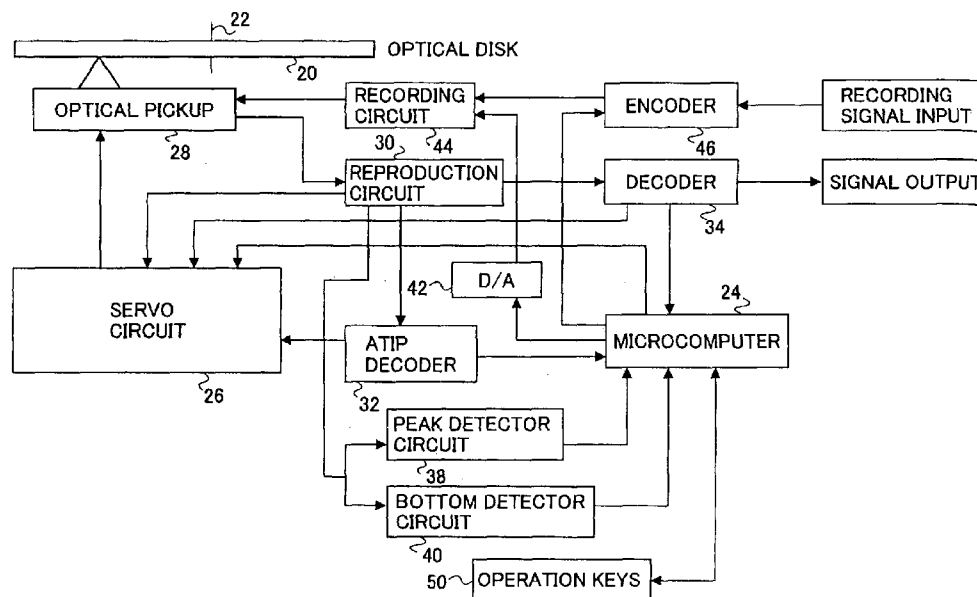 22
OPTICAL DISK
20
OPTICAL PICKUP
28
RECORDING
CIRCUIT
44
ENCODER
46
RECORDING
SIGNAL INPUT
30
REPRODUCTION
CIRCUIT
DECODER
34
SIGNAL OUTPUT
42
D/A
24
MICROCOMPUTER
SERVO
CIRCUIT
26
ATIP
DECODER
32
PEAK DETECTOR
CIRCUIT
38
BOTTOM DETECTOR
CIRCUIT
40
50
OPERATION KEYS